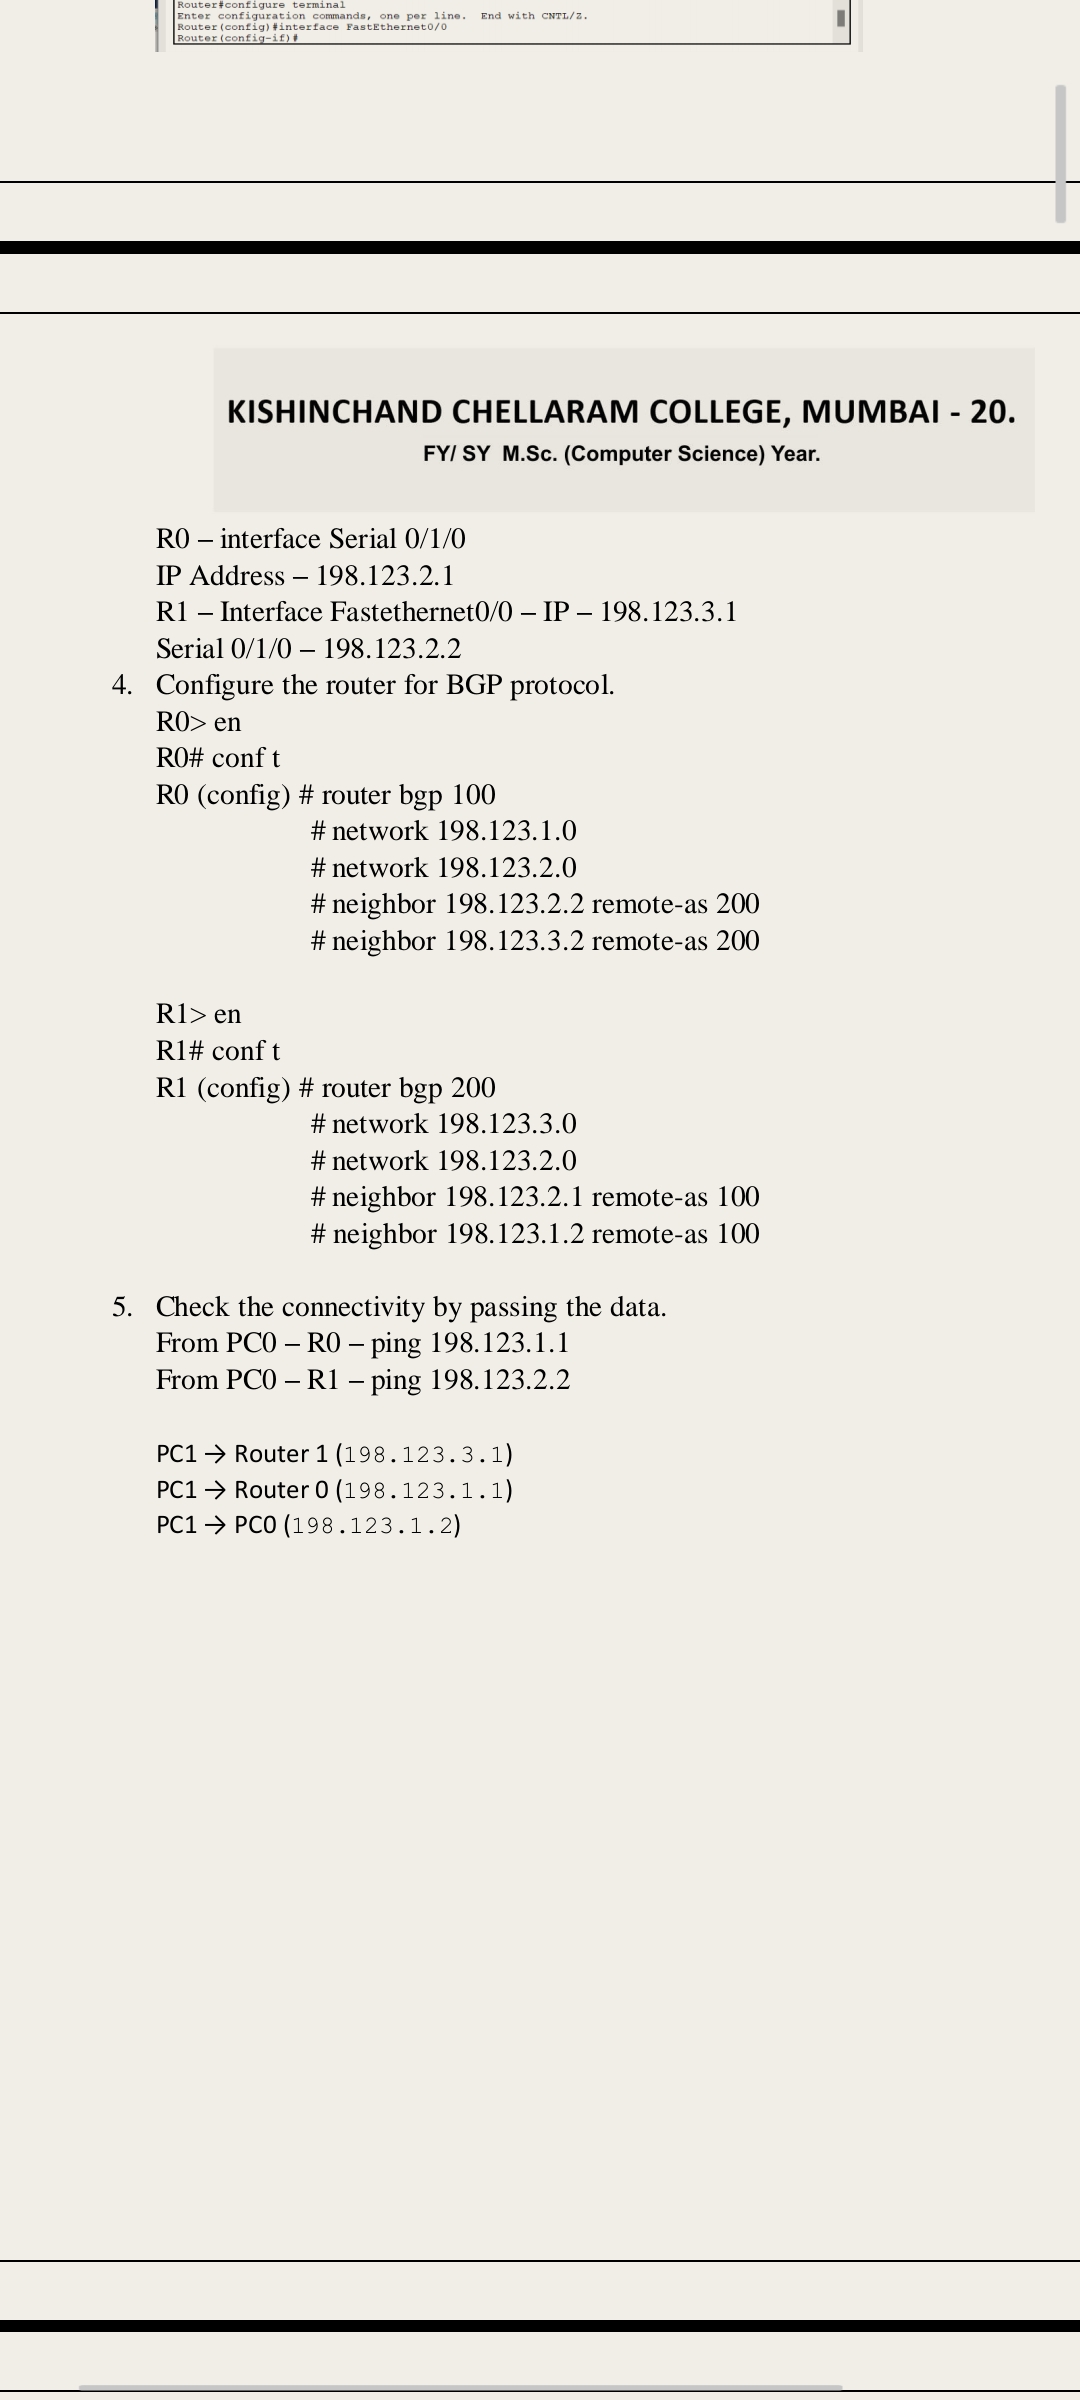 Router#configure terminal
Enter configuration commands, one per line. End with CNTL/Z.
Router(config)#interface FastEthernet0/0
Router(config-if)#
KISHINCHAND CHELLARAM COLLEGE, MUMBAI - 20.
FY/ SY M.Sc. (Computer Science) Year.
R0 – interface Serial 0/1/0
IP Address – 198.123.2.1
R1 – Interface Fastethernet0/0 – IP – 198.123.3.1
Serial 0/1/0 – 198.123.2.2
4. Configure the router for BGP protocol.
R0> en
R0# conf t
R0 (config) # router bgp 100
# network 198.123.1.0
# network 198.123.2.0
# neighbor 198.123.2.2 remote-as 200
# neighbor 198.123.3.2 remote-as 200
R1> en
R1# conf t
R1 (config) # router bgp 200
# network 198.123.3.0
# network 198.123.2.0
# neighbor 198.123.2.1 remote-as 100
# neighbor 198.123.1.2 remote-as 100
5. Check the connectivity by passing the data.
From PC0 – R0 – ping 198.123.1.1
From PC0 – R1 – ping 198.123.2.2
PC1 → Router 1 (198.123.3.1)
PC1 → Router 0 (198.123.1.1)
PC1 → PC0 (198.123.1.2)